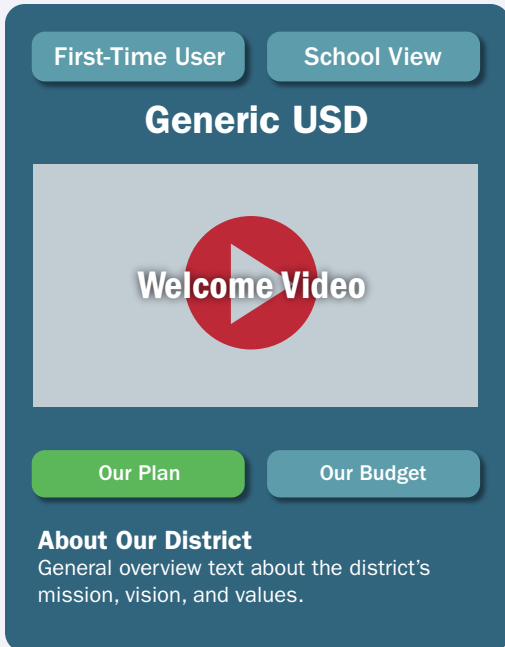 First-Time User
School View
Generic USD
Welcome Video
Our Plan
Our Budget
About Our District
General overview text about the district’s
mission, vision, and values.